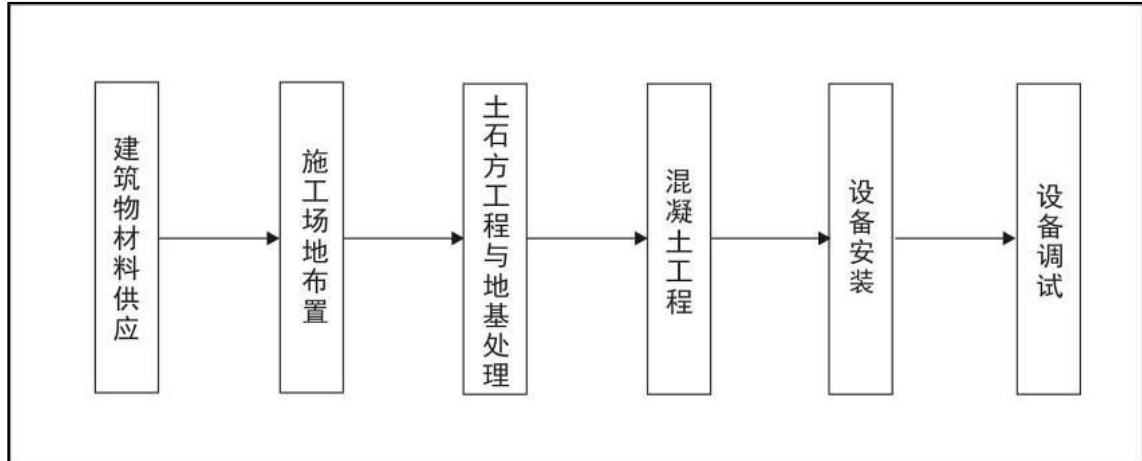 建筑物材料供应
施工场地布置
土石方工程与地基处理
混凝土工程
设备安装
设备调试